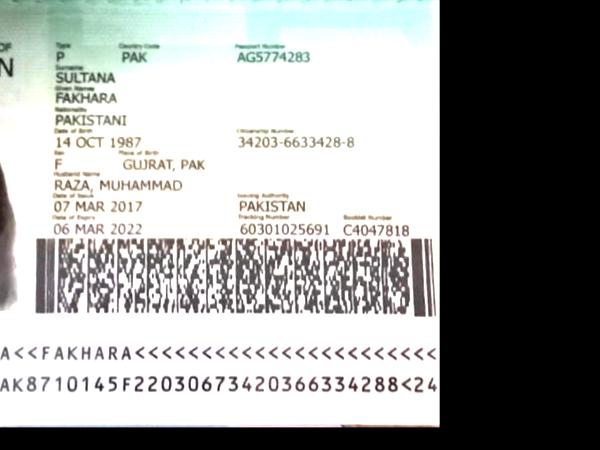 OF
N
Type Country Code Passport Number
P PAK AG5774283
Surname
SULTANA
Given Names
FAKHARA
Nationality
PAKISTANI
Date of Birth Citizenship Number
14 OCT 1987 34203-6633428-8
Sex Place of Birth
F GUJRAT, PAK
Husband Name
RAZA, MUHAMMAD
Date of Issue Issuing Authority
07 MAR 2017 PAKISTAN
Date of Expiry Tracking Number Booklet Number
06 MAR 2022 60301025691 C4047818
A<<FAKHARA<<<<<<<<<<<<<<<<<<<<<<<
AK8710145F2203067342036634288<24